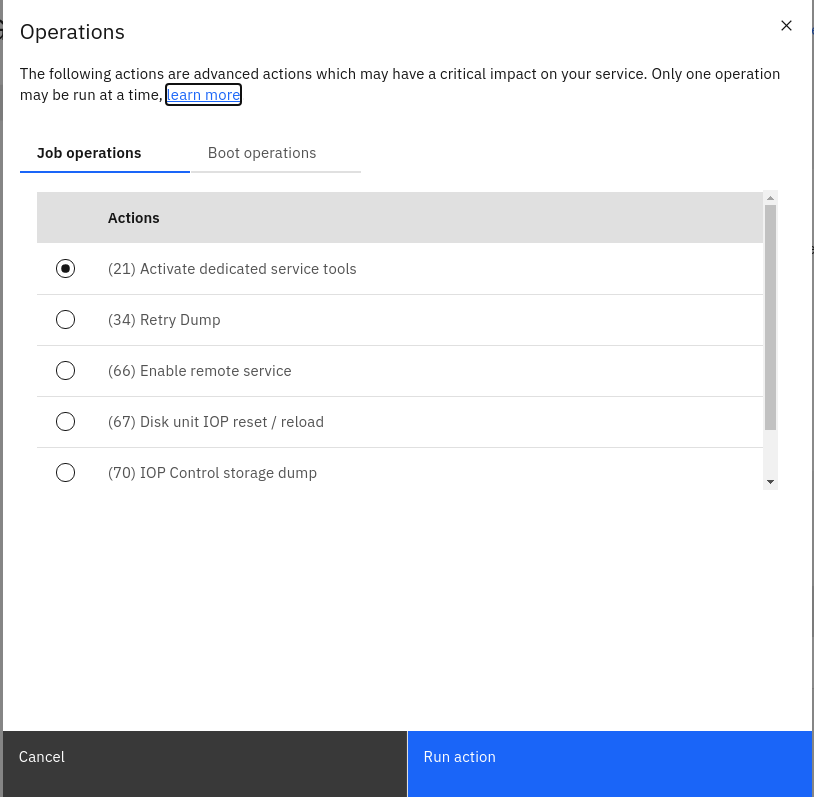 Operations
The following actions are advanced actions which may have a critical impact on your service. Only one operation
may be run at a time, learn more
Job operations
Boot operations
Actions
(21) Activate dedicated service tools
(34) Retry Dump
(66) Enable remote service
(67) Disk unit IOP reset / reload
(70) IOP Control storage dump
Cancel
Run action